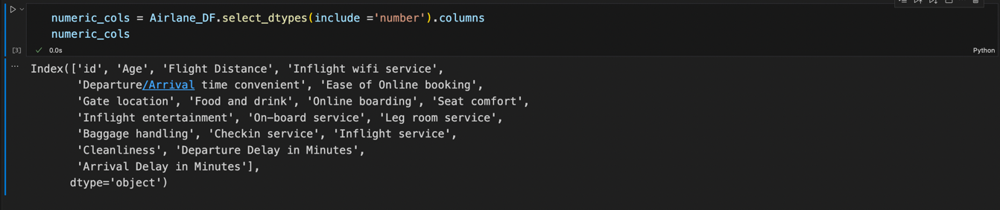 numeric_cols = Airlane_DF.select_dtypes(include ='number').columns
numeric_cols
[3] 0.0s Python
... Index(['id', 'Age', 'Flight Distance', 'Inflight wifi service',
'Departure/Arrival time convenient', 'Ease of Online booking',
'Gate location', 'Food and drink', 'Online boarding', 'Seat comfort',
'Inflight entertainment', 'On-board service', 'Leg room service',
'Baggage handling', 'Checkin service', 'Inflight service',
'Cleanliness', 'Departure Delay in Minutes',
'Arrival Delay in Minutes'],
dtype='object')